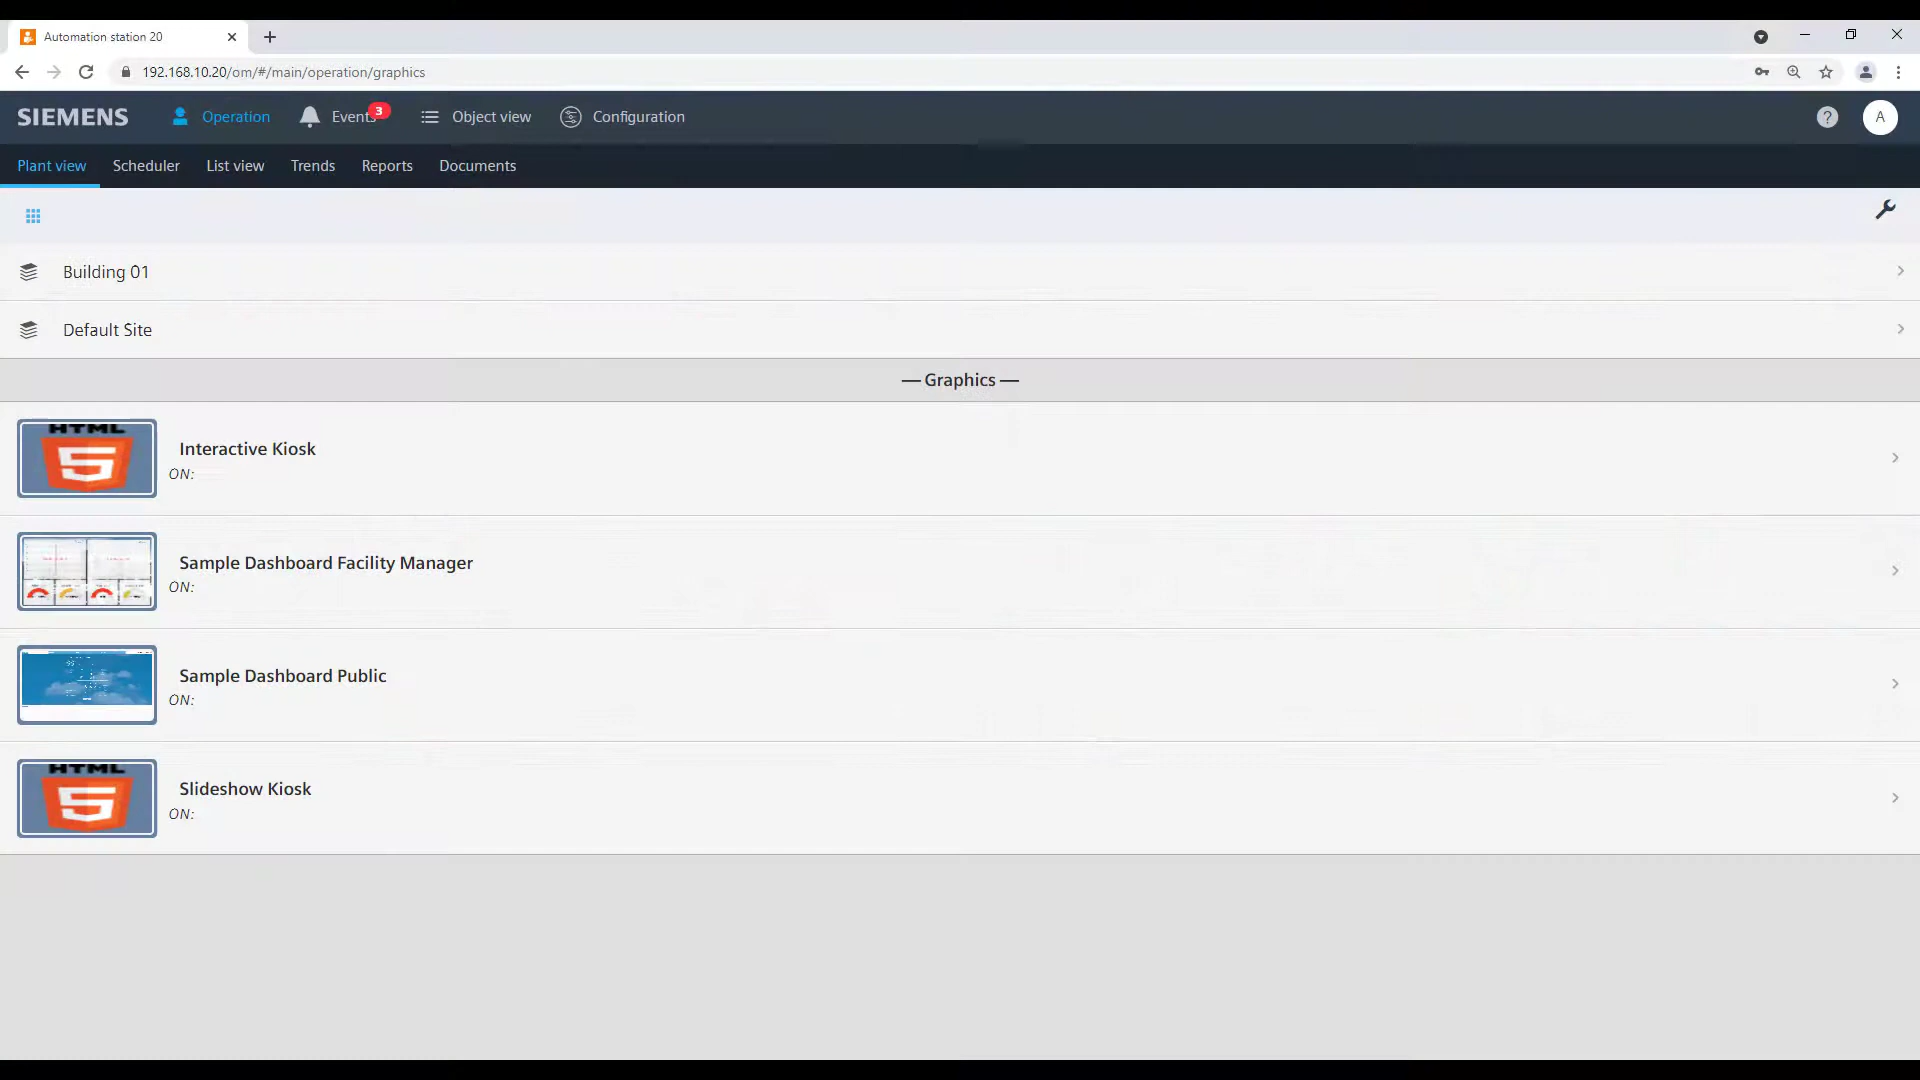 Automation station 20
192.168.10.20/om/#/main/operation/graphics
SIEMENS
Operation
Events
3
Object view
Configuration
?
A
Plant view
Scheduler
List view
Trends
Reports
Documents
Building 01
Default Site
— Graphics —
HTML
5
Interactive Kiosk
ON:
Sample Dashboard Facility Manager
ON:
Sample Dashboard Public
ON:
HTML
5
Slideshow Kiosk
ON: